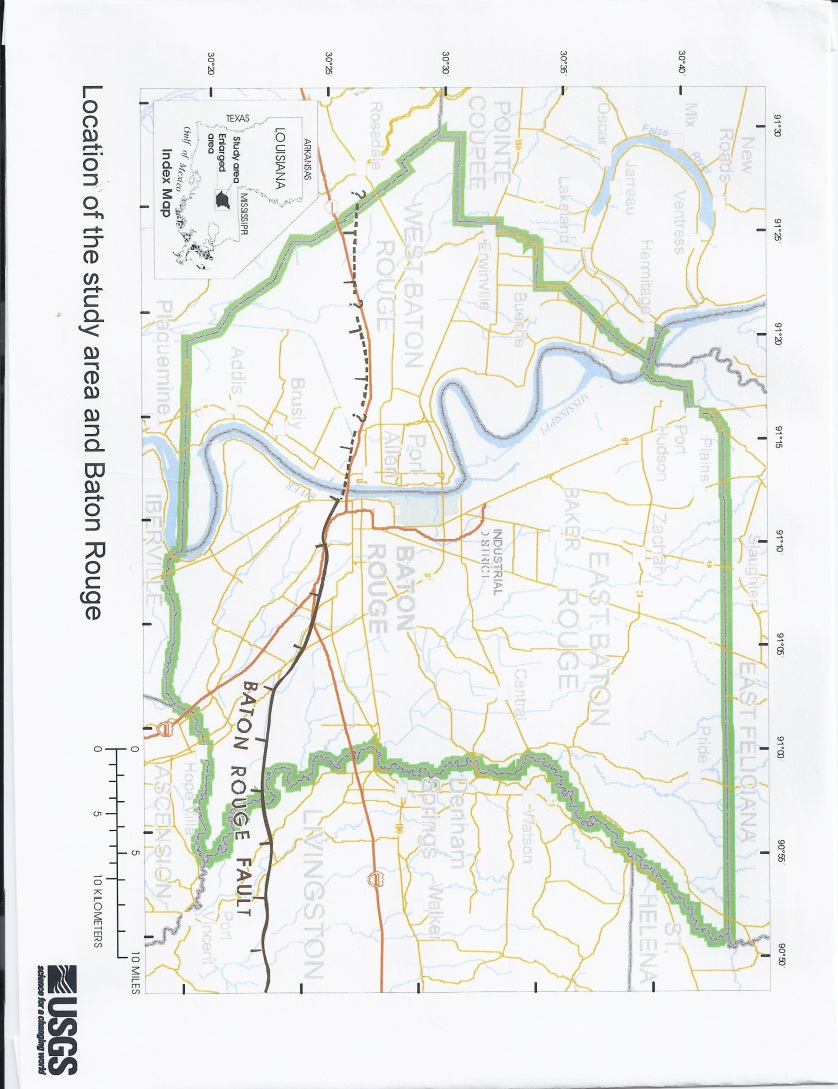 91°30'
91°25'
91°20'
91°15'
91°10'
91°05'
91°00'
90°55'
90°50'
30°40'
30°35'
30°30'
30°25'
30°20'
New
Roads
Mix
False
River
Ventress
Jarreau
Oscar
Lakeland
Hermitage
POINTE
COUPEE
Erwinville
Bueche
Rosedale
WEST BATON
ROUGE
MISSISSIPPI
RIVER
Port
Hudson
Plains
Zachary
Slaughter
EAST FELICIANA
Pride
BAKER
EAST BATON
ROUGE
Central
INDUSTRIAL
DISTRICT
Port
Allen
BATON
ROUGE
Brusly
Addis
Plaquemine
IBERVILLE
ST.
HELENA
Watson
Denham
Springs
Walker
LIVINGSTON
BATON ROUGE FAULT
?
?
?
Port
Vincent
ASCENSION
ARKANSAS
TEXAS
LOUISIANA
MISSISSIPPI
Study area
Enlarged
area
Gulf of Mexico
Index Map
0 5 10 MILES
0 5 10 KILOMETERS
Location of the study area and Baton Rouge
USGS
science for a changing world